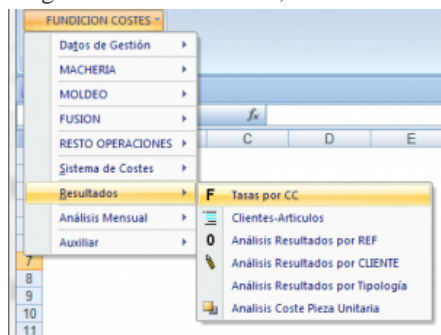 FUNDICION COSTES
Datos de Gestión
MACHERIA
MOLDEO
FUSION
RESTO OPERACIONES
Sistema de Costes
Resultados
Análisis Mensual
Auxiliar
fx
C D E
F Tasas por CC
Clientes-Articulos
0 Análisis Resultados por REF
Análisis Resultados por CLIENTE
Análisis Resultados por Tipología
Analisis Coste Pieza Unitaria
7
8
9
10
11